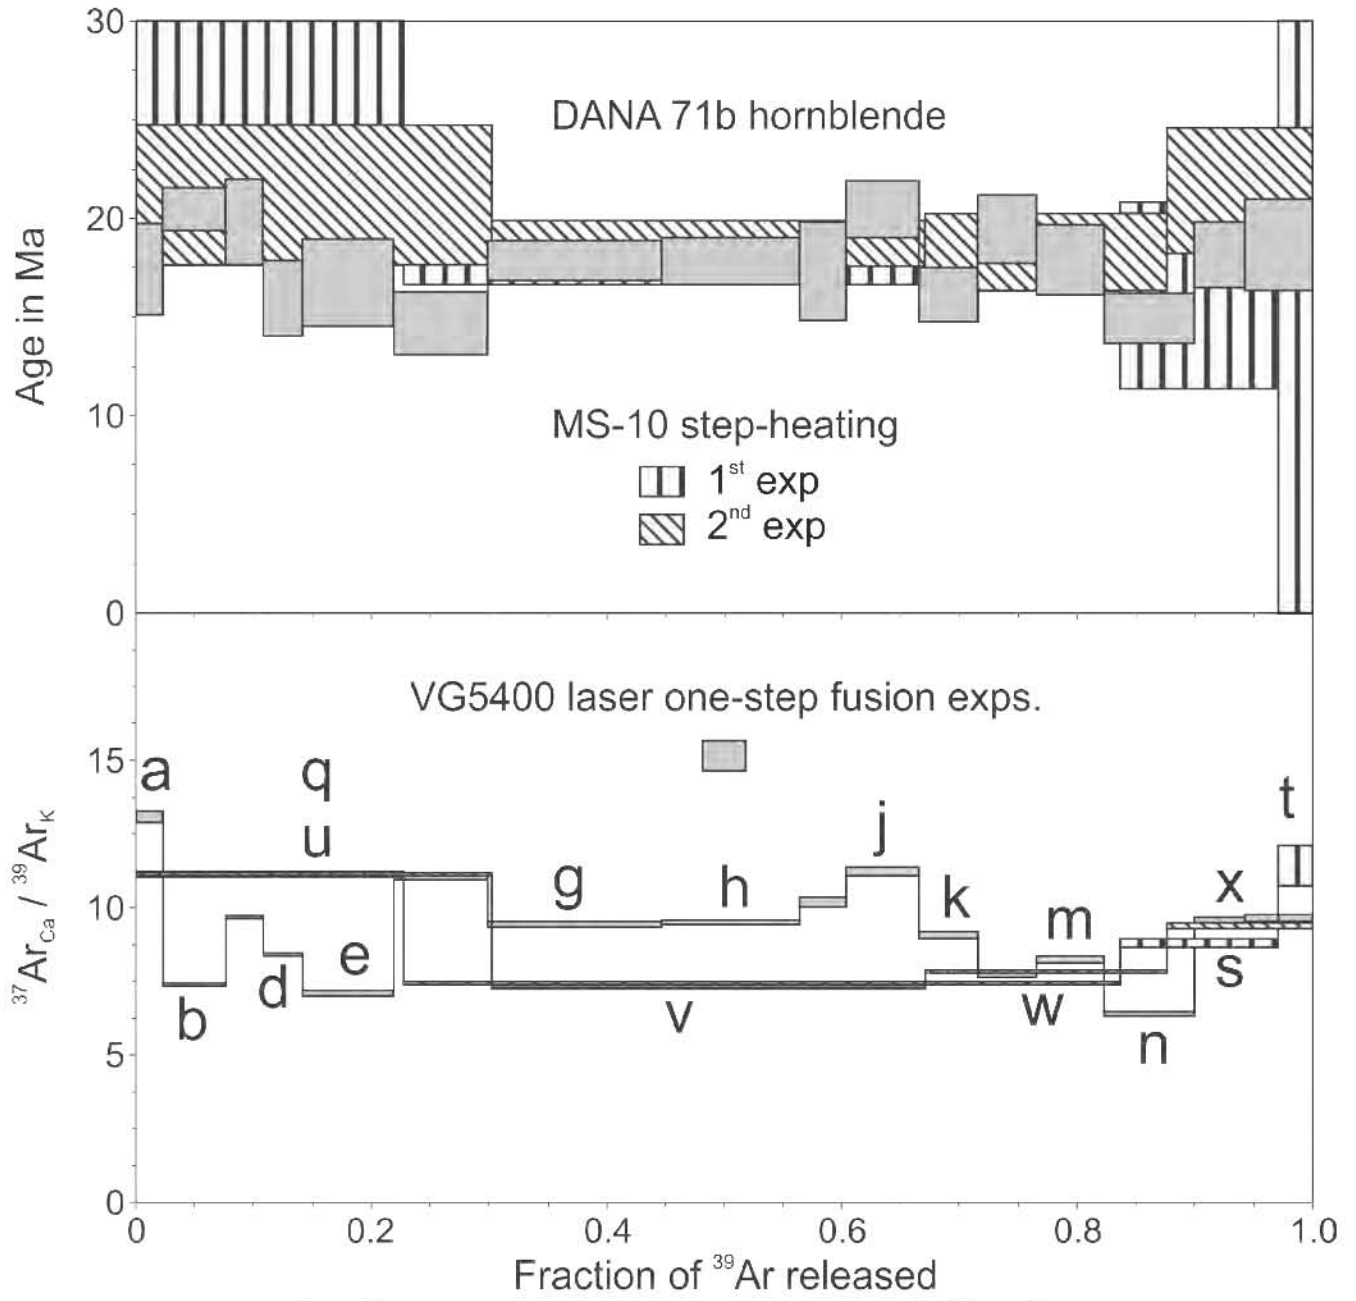 30
DANA 71b hornblende
20
Age in Ma
10
MS-10 step-heating
1st exp
2nd exp
0
VG5400 laser one-step fusion exps.
15
a
q
t
u
j
g
h
k
x
10
m
e
s
d
b
v
w
n
37ArCa / 39ArK
5
0
0 0.2 0.4 0.6 0.8 1.0
Fraction of 39Ar released